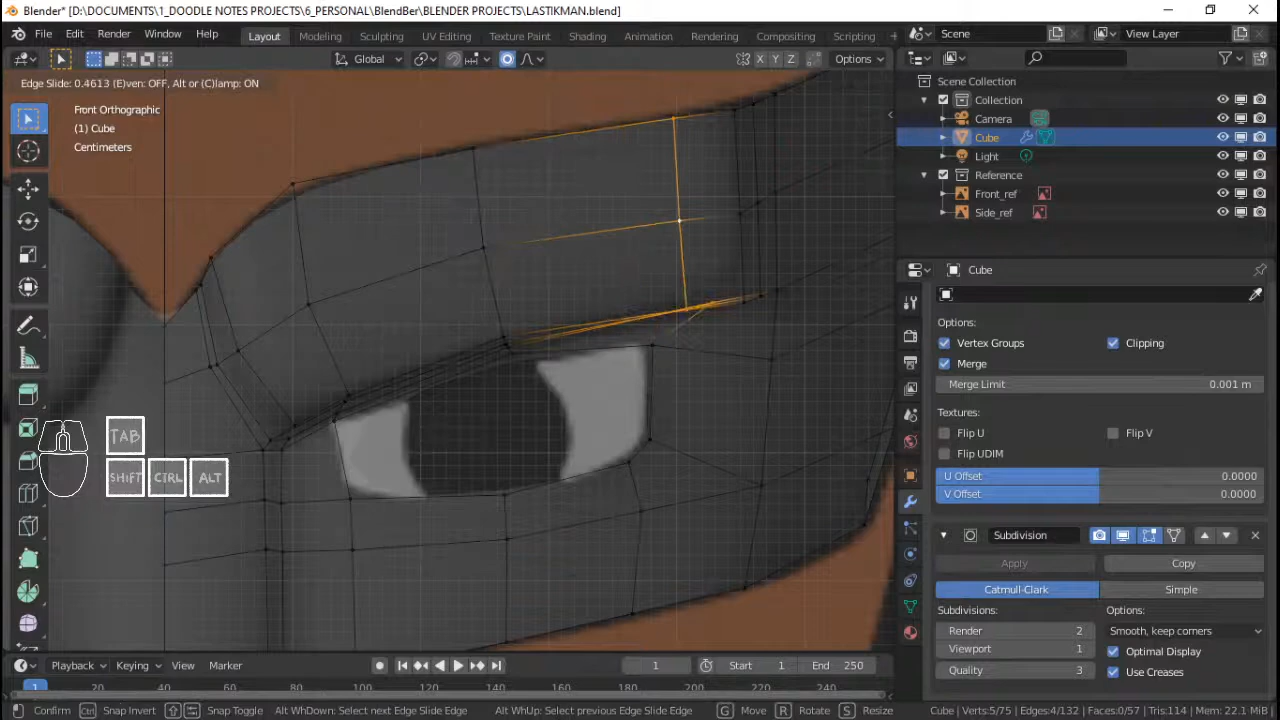 Blender* [D:\DOCUMENTS\1_DOODLE NOTES PROJECTS\6_PERSONAL\BlendBer\BLENDER PROJECTS\LASTIKMAN.blend]
File Edit Render Window Help Layout Modeling Sculpting UV Editing Texture Paint Shading Animation Rendering Compositing Scripting Scene View Layer
Global X Y Z Options
Edge Slide: 0.4613 (E)ven: OFF, Alt or (C)lamp: ON
Front Orthographic
(1) Cube
Centimeters
Scene Collection
Collection
Camera
Cube
Light
Reference
Front_ref
Side_ref
Cube
Options:
Vertex Groups Clipping
Merge
Merge Limit 0.001 m
Textures:
Flip U Flip V
Flip UDIM
U Offset 0.0000
V Offset 0.0000
Subdivision
Apply Copy
Catmull-Clark Simple
Subdivisions: Options:
Render 2 Smooth, keep corners
Viewport 1 Optimal Display
Quality 3 Use Creases
TAB
SHIFT CTRL ALT
Playback Keying View Marker 1 Start 1 End 250
1 20 40 60 80 100 120 140 160 180 200 220 240
Confirm Ctrl Snap Invert Snap Toggle Alt WhDown: Select next Edge Slide Edge Alt WhUp: Select previous Edge Slide Edge G Move R Rotate S Resize Cube | Verts:5/75 | Edges:4/132 | Faces:0/57 | Tris:114 | Mem: 22.1 MiB